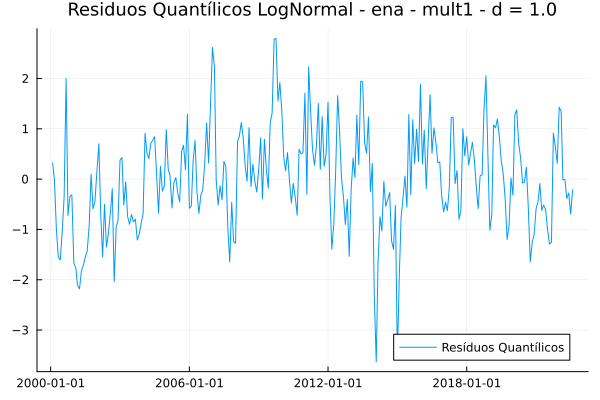 Residuos Quantílicos LogNormal - ena - mult1 - d = 1.0
2
1
0
−1
−2
−3
Resíduos Quantílicos
2000-01-01 2006-01-01 2012-01-01 2018-01-01